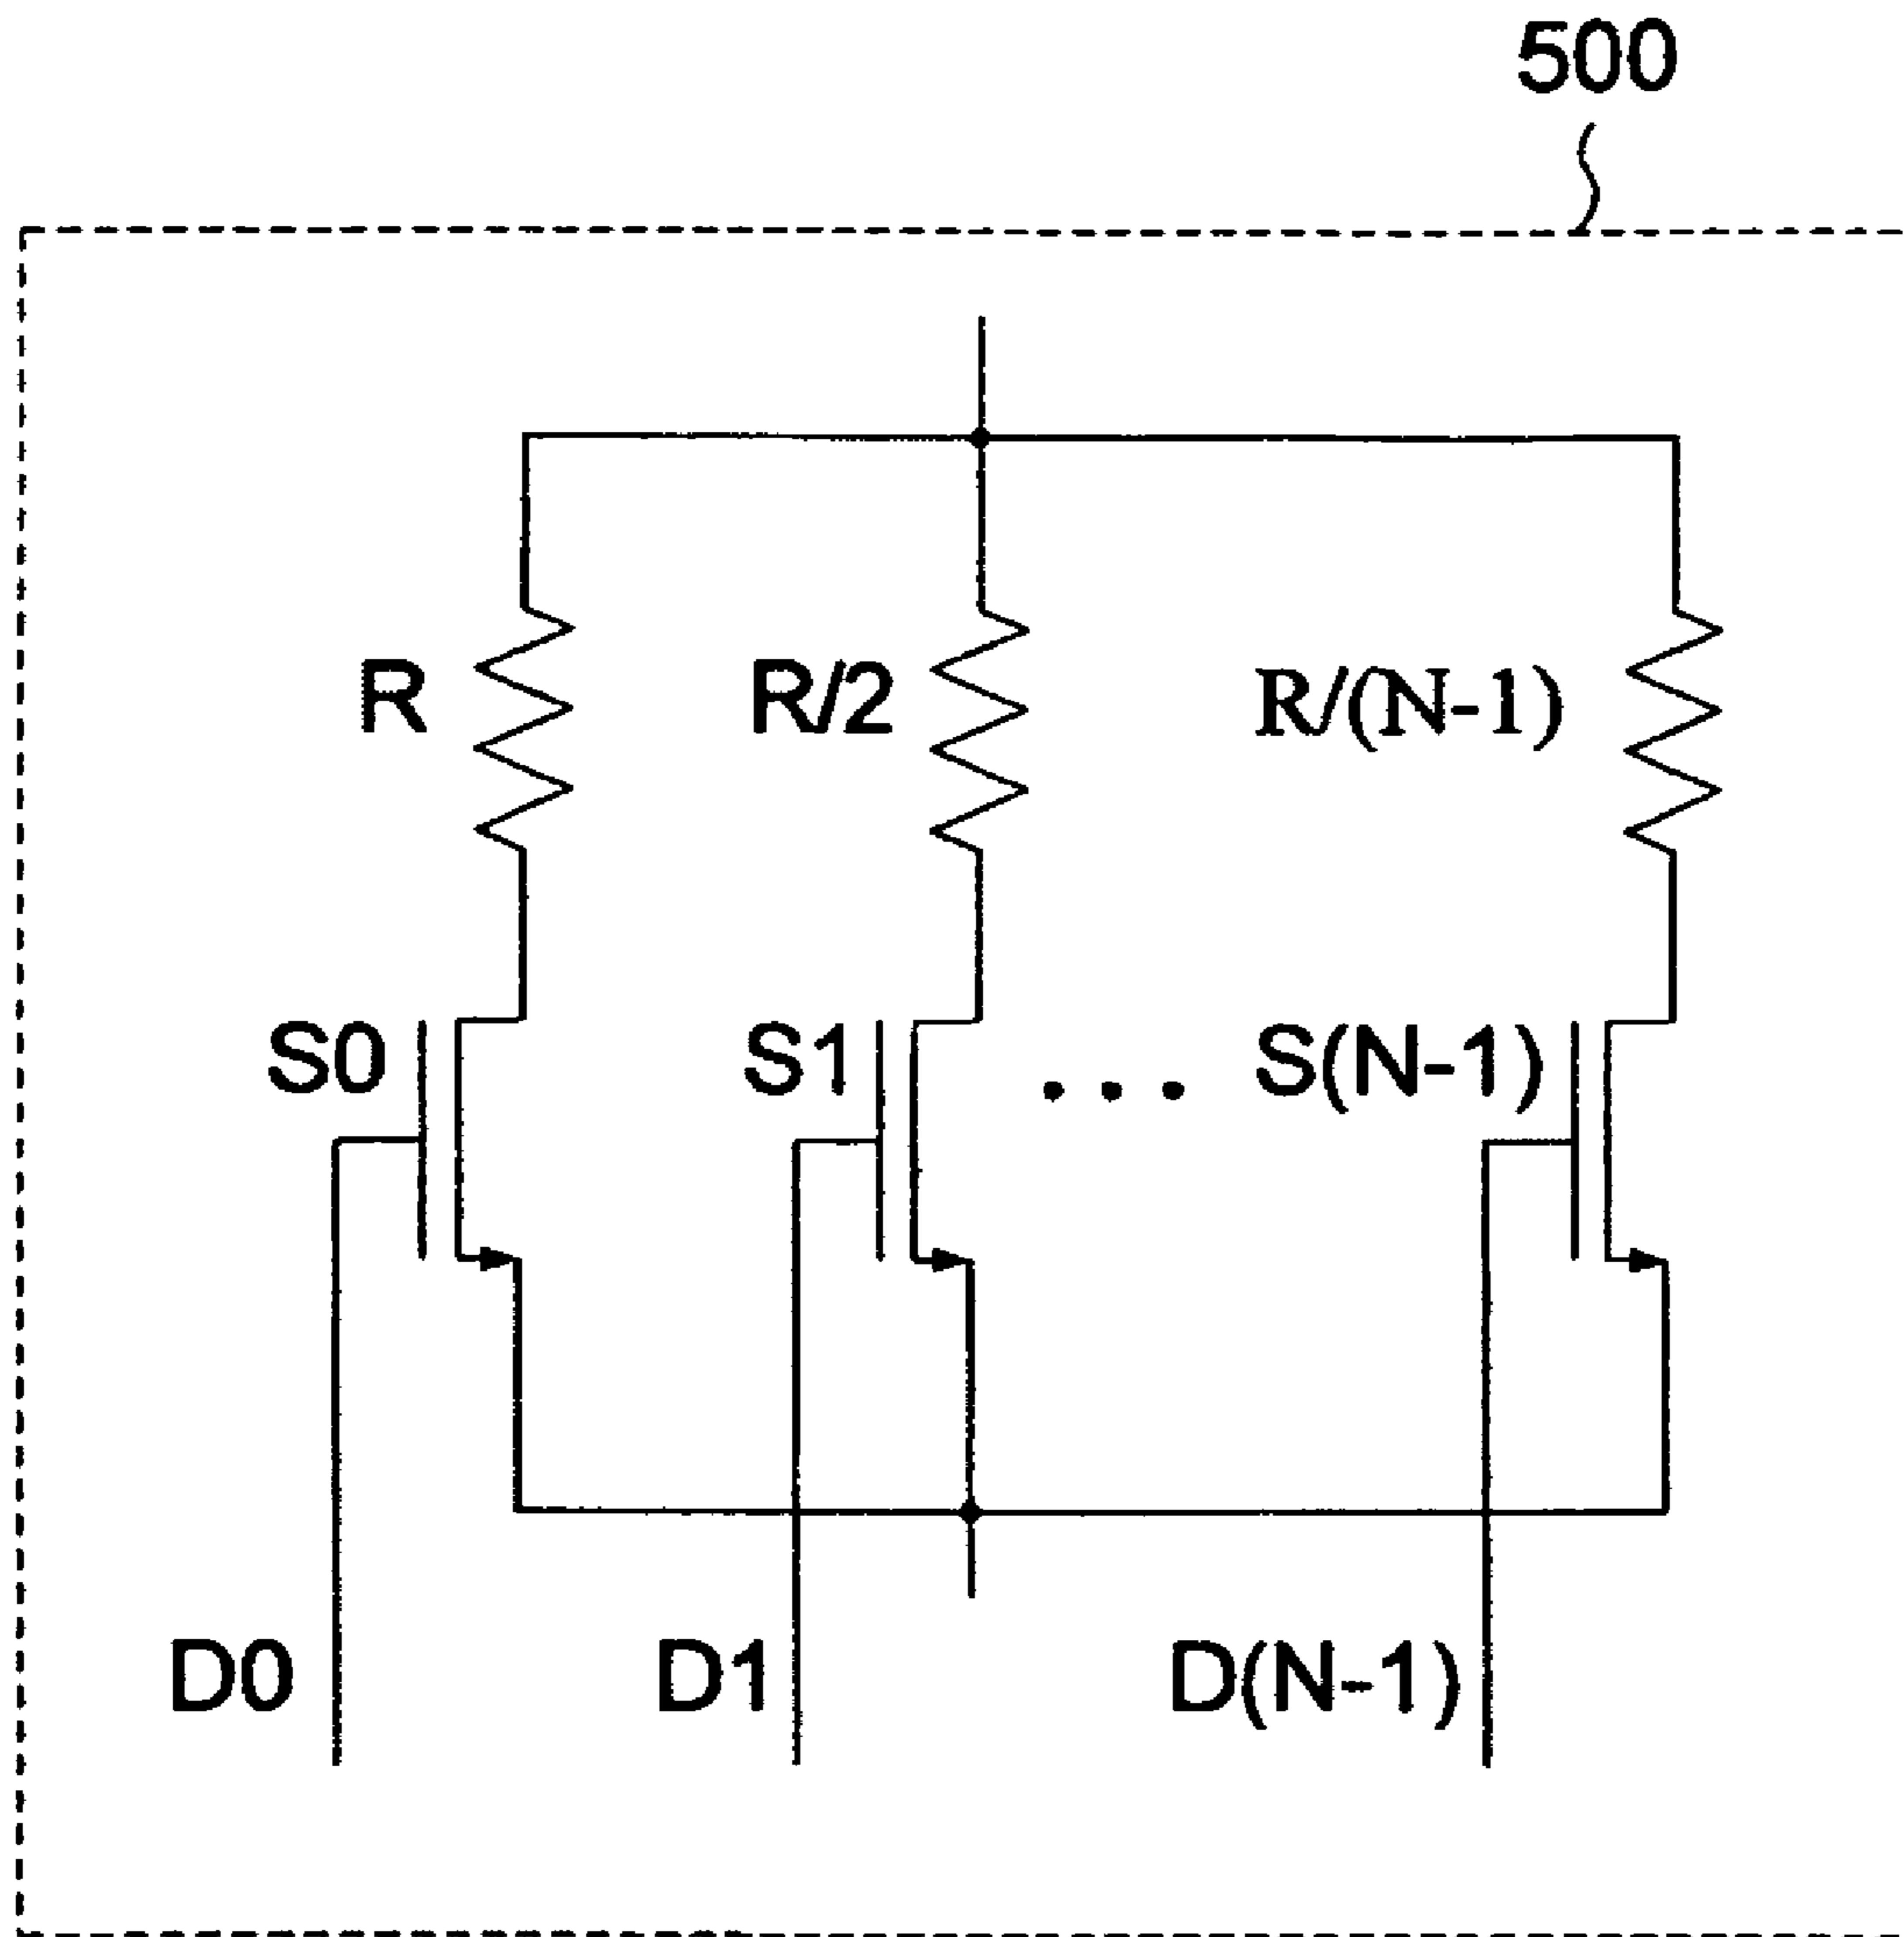 500
R R/2 R/(N-1)
S0 S1 . . . S(N-1)
D0 D1 D(N-1)